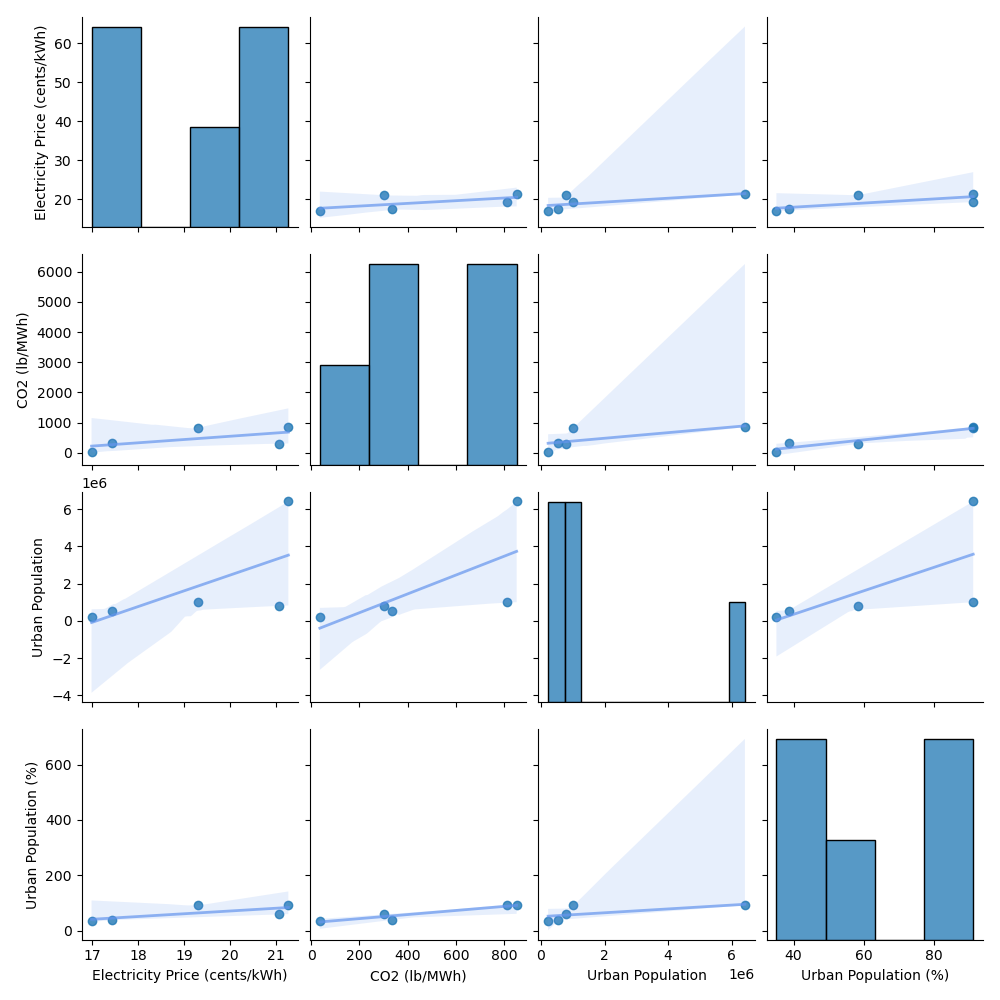 Electricity Price (cents/kWh)
60
50
40
30
20
CO2 (lb/MWh)
6000
5000
4000
3000
2000
1000
0
1e6
Urban Population
6
4
2
0
−2
−4
Urban Population (%)
600
400
200
0
17 18 19 20 21
0 200 400 600 800
0 2 4 6
40 60 80
1e6
Electricity Price (cents/kWh)
CO2 (lb/MWh)
Urban Population
Urban Population (%)